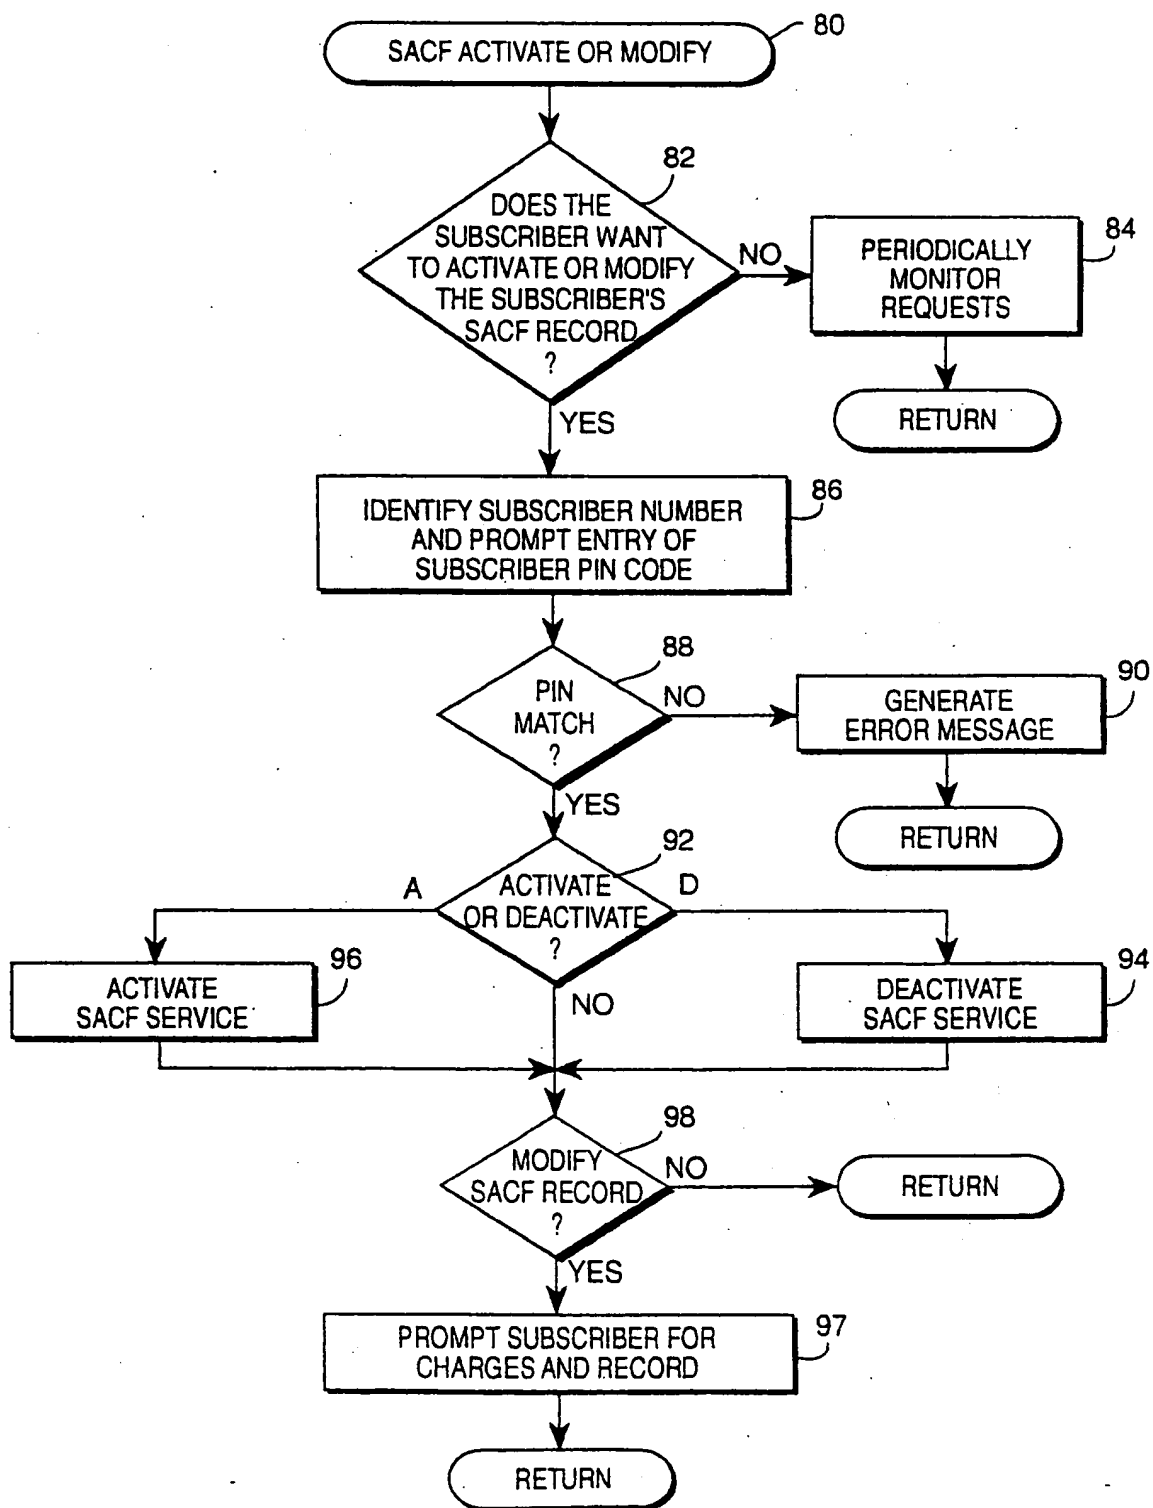 80
SACF ACTIVATE OR MODIFY
82
DOES THE
SUBSCRIBER WANT
TO ACTIVATE OR MODIFY
THE SUBSCRIBER'S
SACF RECORD
?
NO
84
PERIODICALLY
MONITOR
REQUESTS
RETURN
YES
86
IDENTIFY SUBSCRIBER NUMBER
AND PROMPT ENTRY OF
SUBSCRIBER PIN CODE
88
PIN
MATCH
?
NO
90
GENERATE
ERROR MESSAGE
RETURN
YES
92
ACTIVATE
OR DEACTIVATE
?
A
D
96
ACTIVATE
SACF SERVICE
94
DEACTIVATE
SACF SERVICE
NO
98
MODIFY
SACF RECORD
?
NO
RETURN
YES
97
PROMPT SUBSCRIBER FOR
CHARGES AND RECORD
RETURN